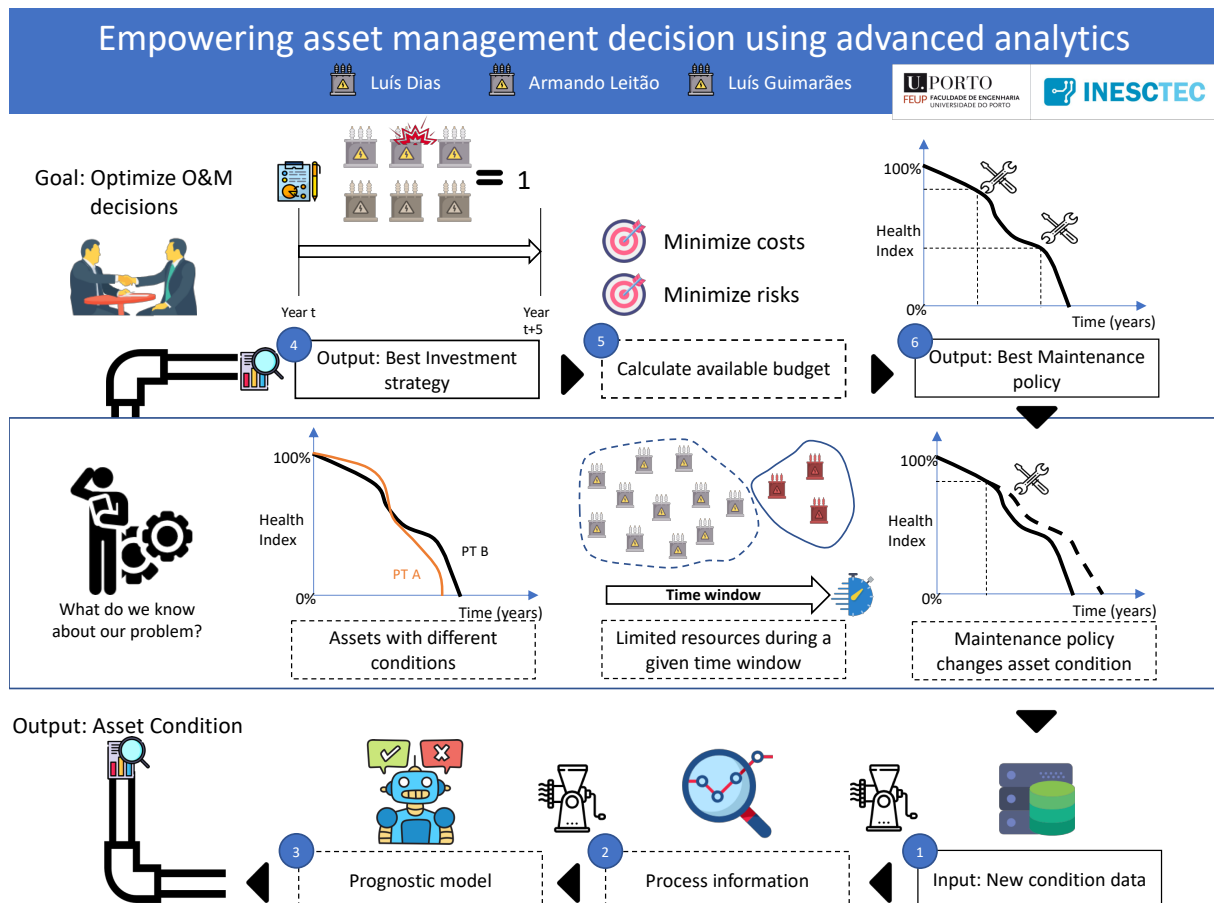 Empowering asset management decision using advanced analytics
Luís Dias
Armando Leitão
Luís Guimarães
U.PORTO
FEUP FACULDADE DE ENGENHARIA
UNIVERSIDADE DO PORTO
INESCTEC
Goal: Optimize O&M
decisions
= 1
Year t
Year
t+5
Minimize costs
Minimize risks
100%
Health
Index
0%
Time (years)
4
Output: Best Investment
strategy
5
Calculate available budget
6
Output: Best Maintenance
policy
What do we know
about our problem?
100%
Health
Index
PT B
PT A
0%
Time (years)
Assets with different
conditions
Time window
Limited resources during a
given time window
100%
Health
Index
0%
Time (years)
Maintenance policy
changes asset condition
Output: Asset Condition
3
Prognostic model
2
Process information
1
Input: New condition data